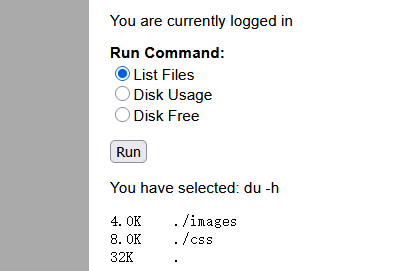 You are currently logged in
Run Command:
List Files
Disk Usage
Disk Free
Run
You have selected: du -h
4.0K ./images
8.0K ./css
32K .